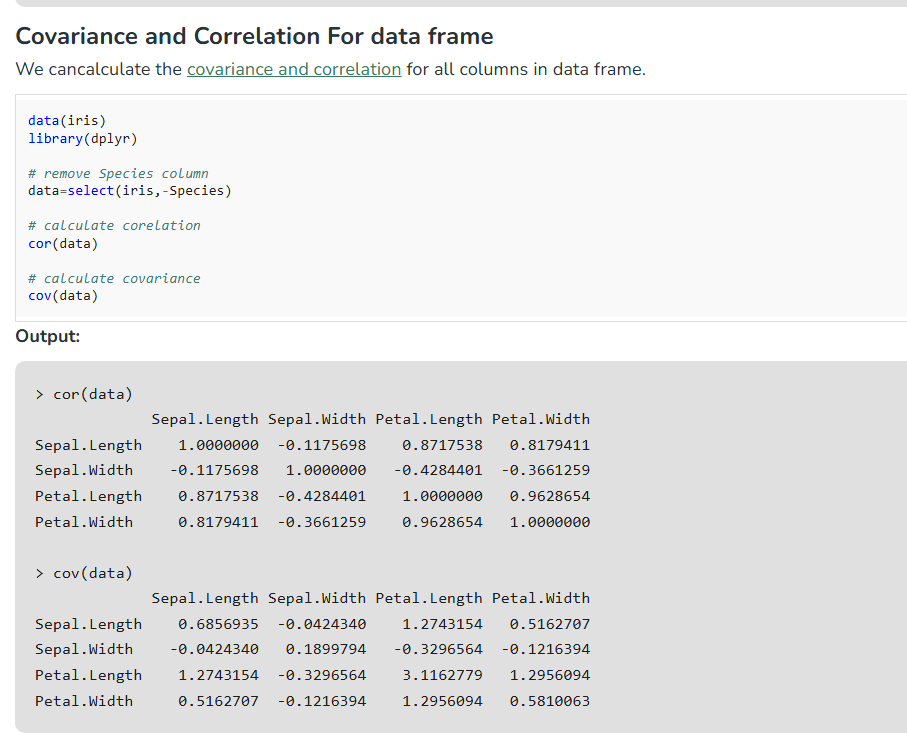 Covariance and Correlation For data frame
We cancalculate the covariance and correlation for all columns in data frame.
data(iris)
library(dplyr)
# remove Species column
data=select(iris,-Species)
# calculate corelation
cor(data)
# calculate covariance
cov(data)
Output:
> cor(data)
Sepal.Length Sepal.Width Petal.Length Petal.Width
Sepal.Length 1.0000000 -0.1175698 0.8717538 0.8179411
Sepal.Width -0.1175698 1.0000000 -0.4284401 -0.3661259
Petal.Length 0.8717538 -0.4284401 1.0000000 0.9628654
Petal.Width 0.8179411 -0.3661259 0.9628654 1.0000000
> cov(data)
Sepal.Length Sepal.Width Petal.Length Petal.Width
Sepal.Length 0.6856935 -0.0424340 1.2743154 0.5162707
Sepal.Width -0.0424340 0.1899794 -0.3296564 -0.1216394
Petal.Length 1.2743154 -0.3296564 3.1162779 1.2956094
Petal.Width 0.5162707 -0.1216394 1.2956094 0.5810063